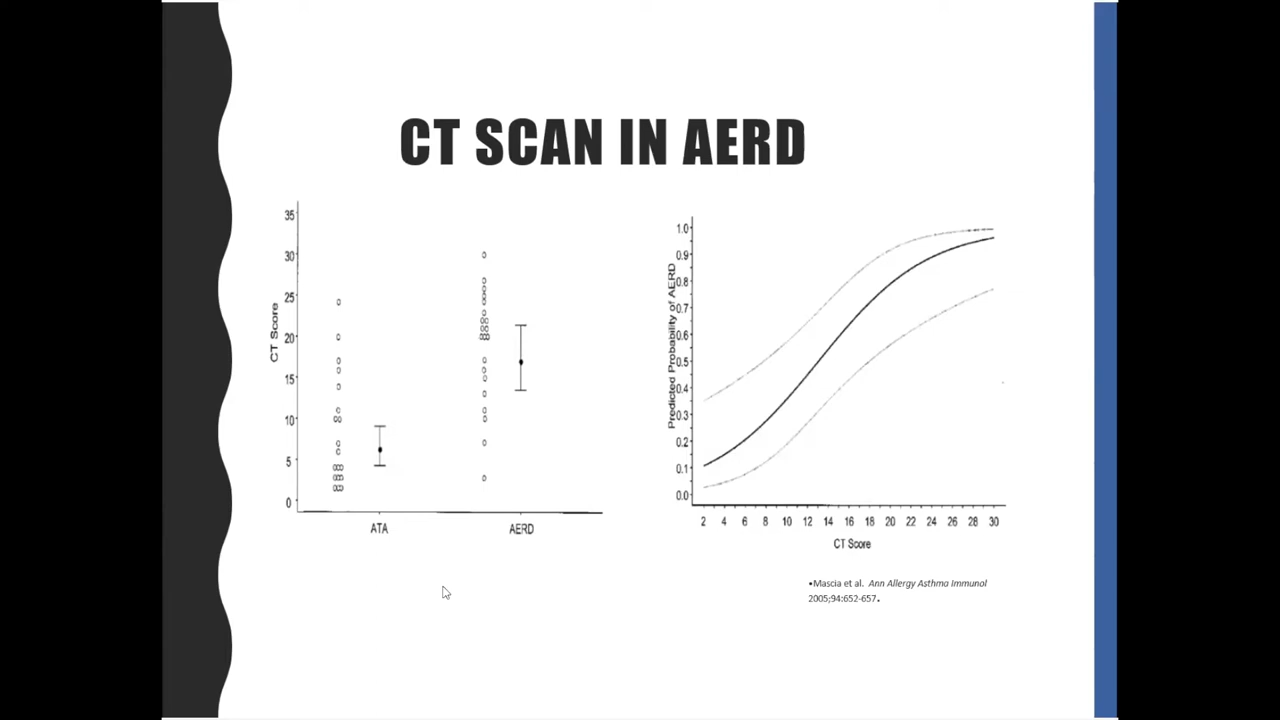 CT SCAN IN AERD
35
30
25
20
15
10
5
0
CT Score
ATA
AERD
1.0
0.9
0.8
0.7
0.6
0.5
0.4
0.3
0.2
0.1
0.0
Predicted Probability of AERD
2 4 6 8 10 12 14 16 18 20 22 24 26 28 30
CT Score
•Mascia et al. Ann Allergy Asthma Immunol
2005;94:652-657.